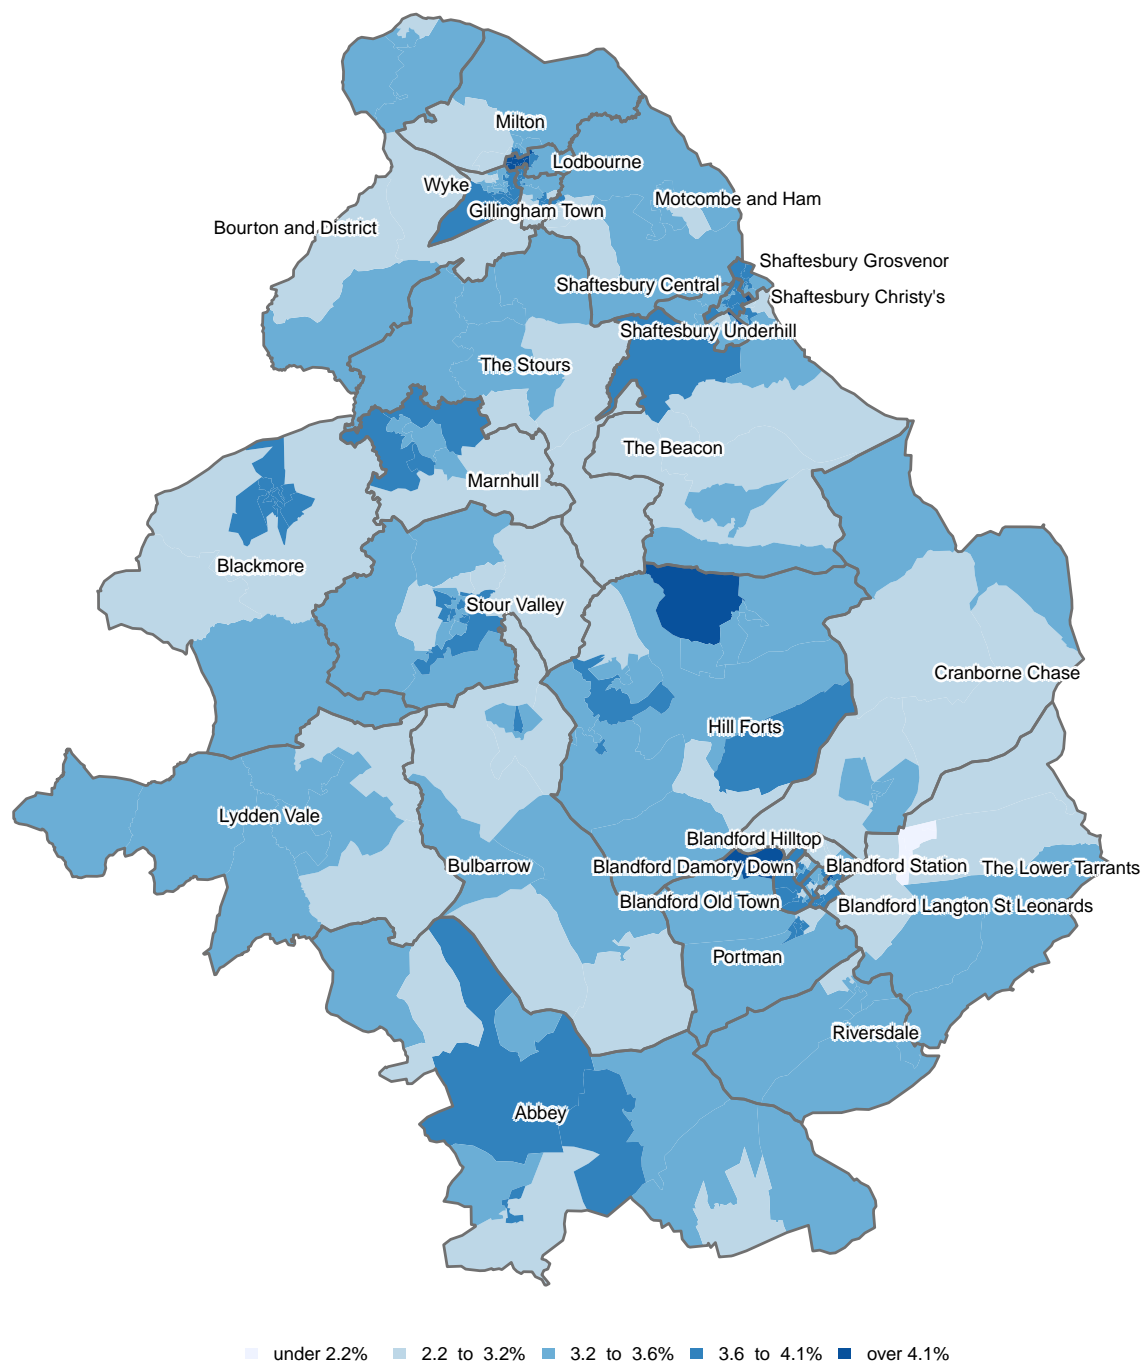 Milton
Lodbourne
Wyke
Motcombe and Ham
Gillingham Town
Bourton and District
Shaftesbury Grosvenor
Shaftesbury Central
Shaftesbury Christy's
Shaftesbury Underhill
The Stours
The Beacon
Marnhull
Blackmore
Stour Valley
Cranborne Chase
Hill Forts
Lydden Vale
Blandford Hilltop
Bulbarrow
Blandford Damory Down
Blandford Station
The Lower Tarrants
Blandford Old Town
Blandford Langton St Leonards
Portman
Riversdale
Abbey
under 2.2% 2.2 to 3.2% 3.2 to 3.6% 3.6 to 4.1% over 4.1%